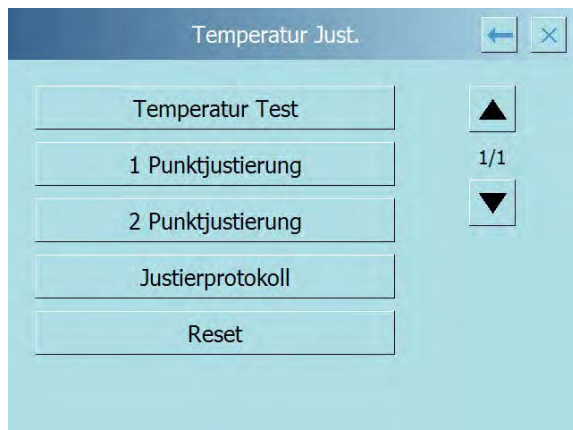 Temperatur Just.
Temperatur Test
1 Punktjustierung
1/1
2 Punktjustierung
Justierprotokoll
Reset